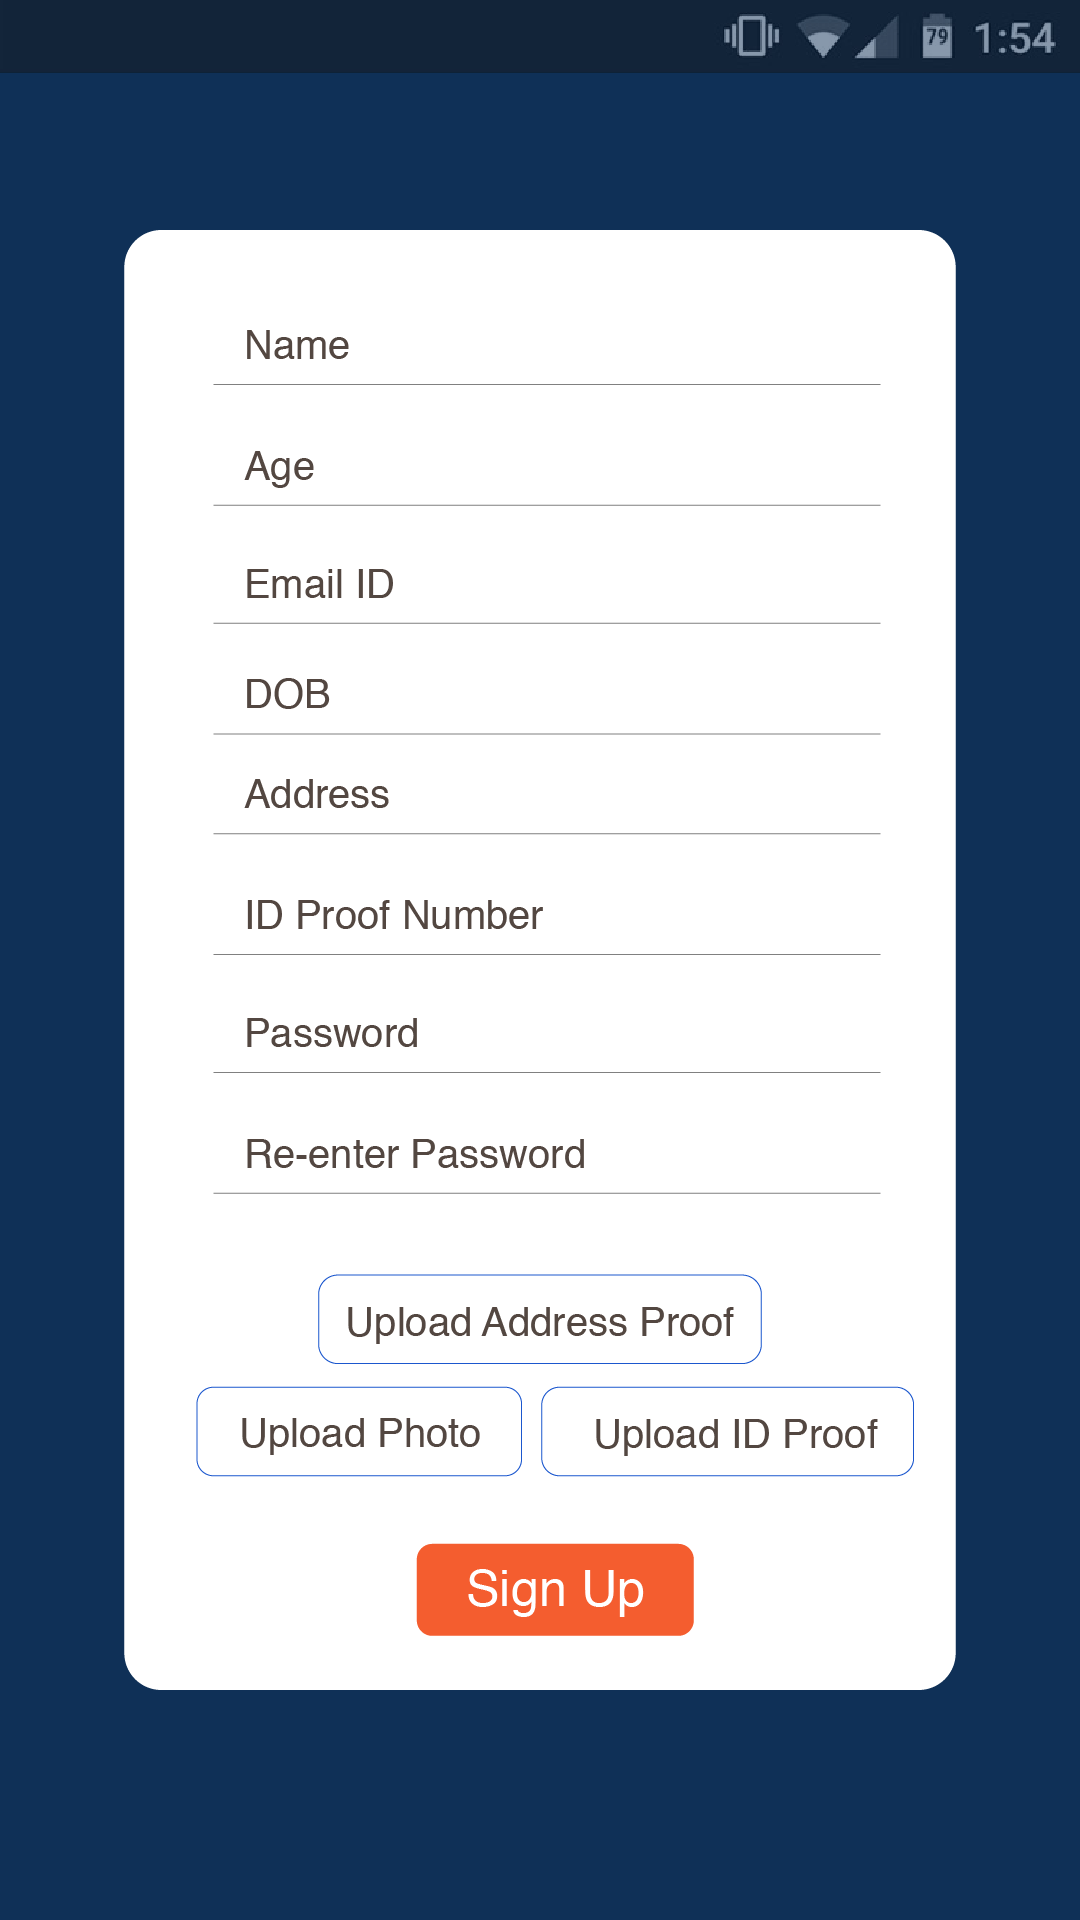 79 1:54
Name
Age
Email ID
DOB
Address
ID Proof Number
Password
Re-enter Password
Upload Address Proof
Upload Photo Upload ID Proof
Sign Up